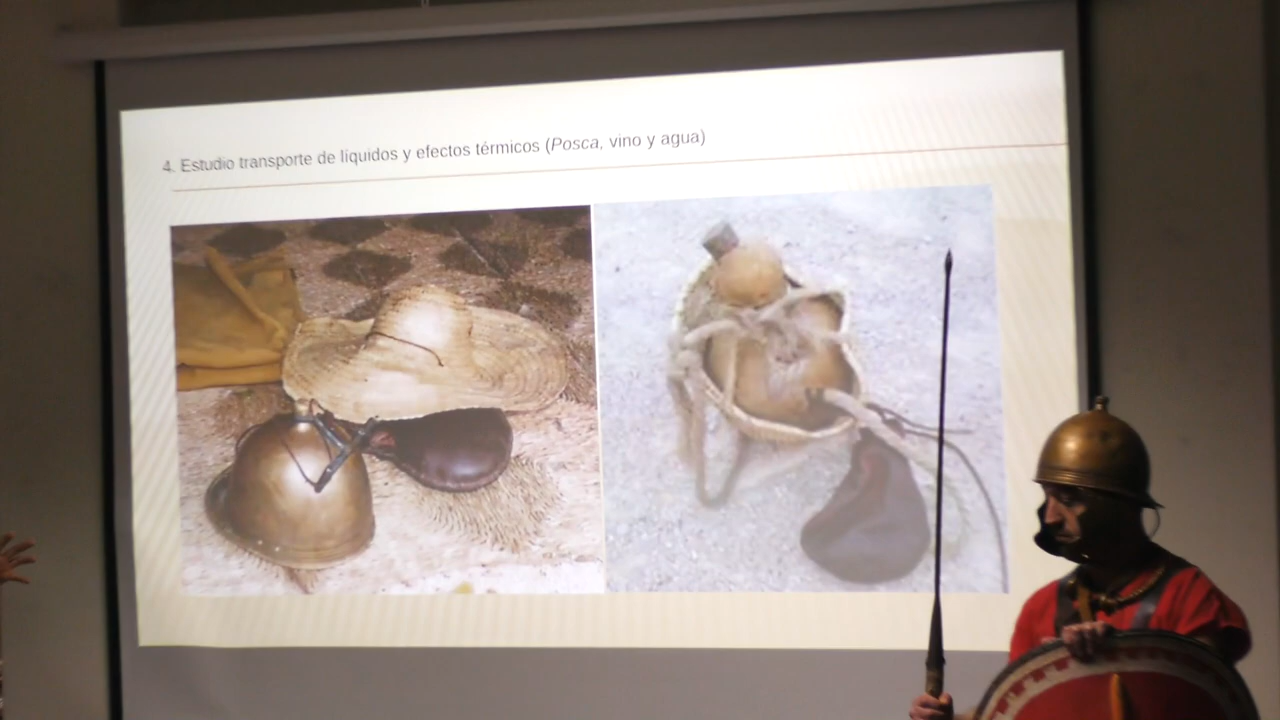 4. Estudio transporte de líquidos y efectos térmicos (Posca, vino y agua)